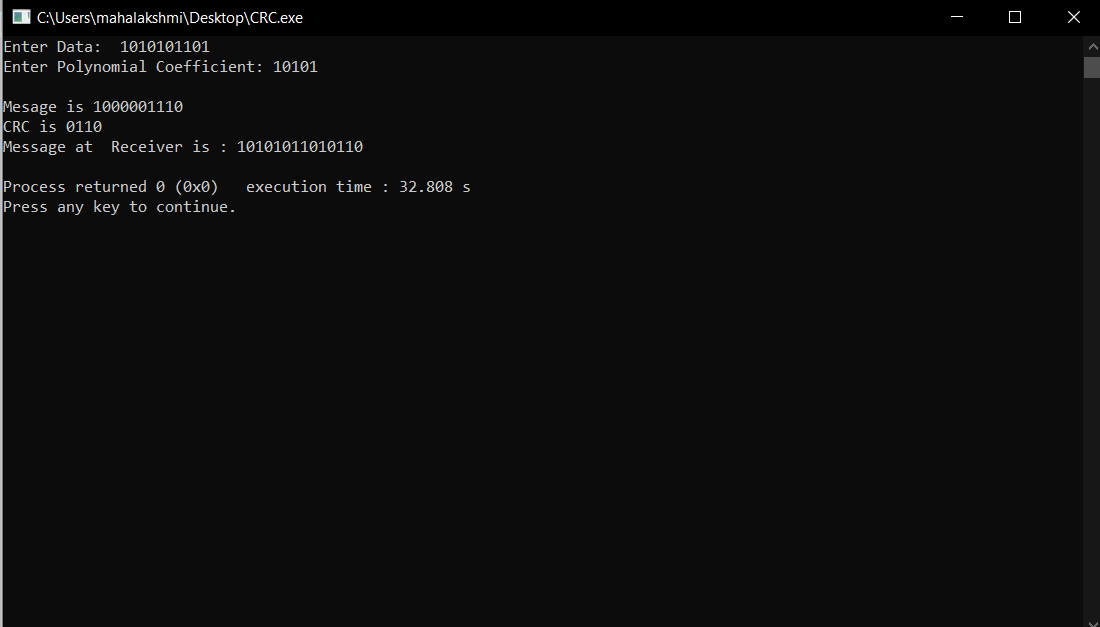 C:\Users\mahalakshmi\Desktop\CRC.exe
Enter Data:  1010101101
Enter Polynomial Coefficient: 10101
Mesage is 1000001110
CRC is 0110
Message at  Receiver is : 10101011010110
Process returned 0 (0x0)   execution time : 32.808 s
Press any key to continue.